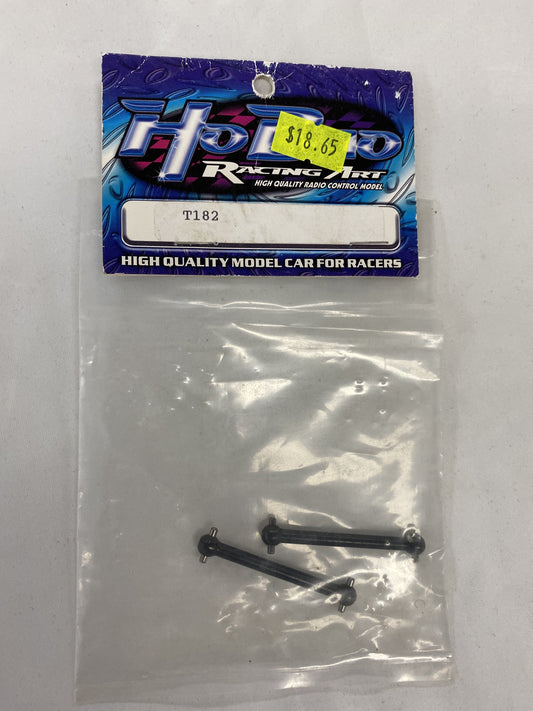 HoBao
$18.65
Racing Art
HIGH QUALITY RADIO CONTROL MODEL
T182
HIGH QUALITY MODEL CAR FOR RACERS